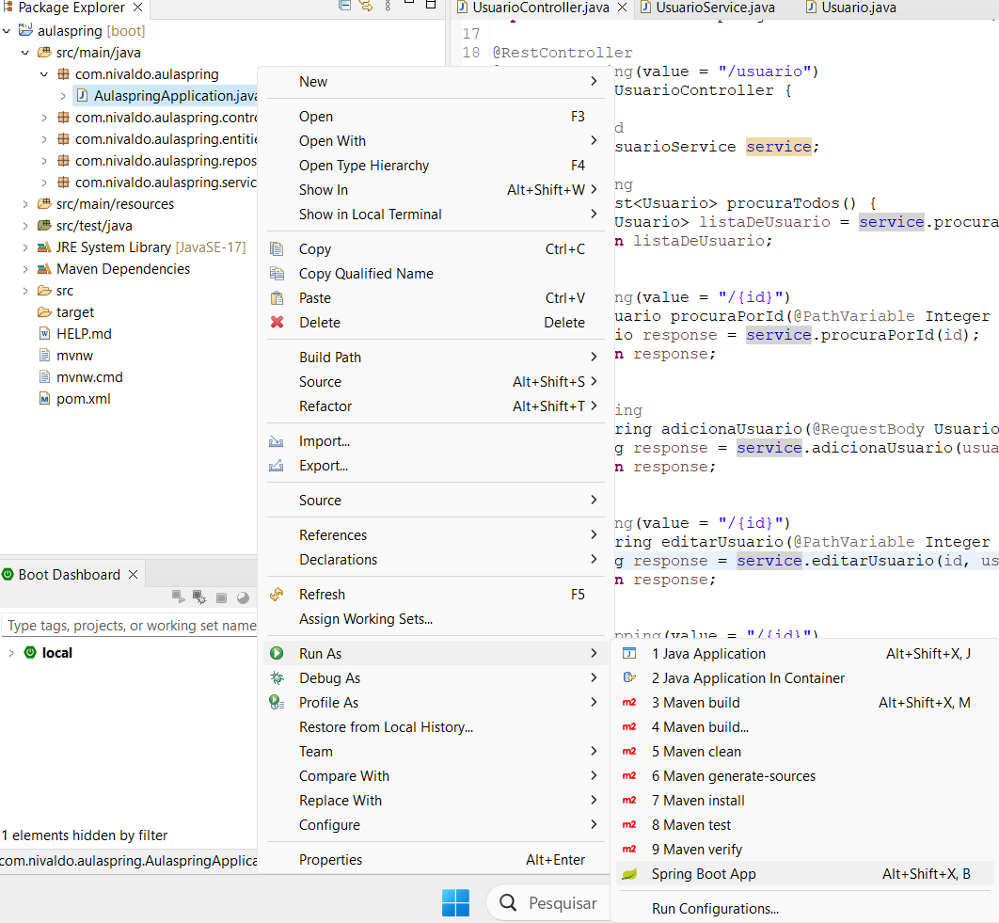 Package Explorer
aulaspring [boot]
src/main/java
com.nivaldo.aulaspring
AulaspringApplication.java
com.nivaldo.aulaspring.contro
com.nivaldo.aulaspring.entitie
com.nivaldo.aulaspring.repos
com.nivaldo.aulaspring.servic
src/main/resources
src/test/java
JRE System Library [JavaSE-17]
Maven Dependencies
src
target
HELP.md
mvnw
mvnw.cmd
pom.xml
Boot Dashboard
Type tags, projects, or working set name
local
1 elements hidden by filter
com.nivaldo.aulaspring.AulaspringApplica
New
Open F3
Open With
Open Type Hierarchy F4
Show In Alt+Shift+W
Show in Local Terminal
Copy Ctrl+C
Copy Qualified Name
Paste Ctrl+V
Delete Delete
Build Path
Source Alt+Shift+S
Refactor Alt+Shift+T
Import...
Export...
Source
References
Declarations
Refresh F5
Assign Working Sets...
Run As
Debug As
Profile As
Restore from Local History...
Team
Compare With
Replace With
Configure
Properties Alt+Enter
UsuarioController.java UsuarioService.java Usuario.java
17
18 @RestController
ng(value = "/usuario")
UsuarioController {
d
suarioService service;
ng
st<Usuario> procuraTodos() {
Usuario> listaDeUsuario = service.procura
n listaDeUsuario;
ng(value = "/{id}")
uario procuraPorId(@PathVariable Integer
io response = service.procuraPorId(id);
n response;
ing
ring adicionaUsuario(@RequestBody Usuario
g response = service.adicionaUsuario(usua
n response;
ng(value = "/{id}")
ring editarUsuario(@PathVariable Integer
g response = service.editarUsuario(id, us
n response;
pping(value = "/{id}")
1 Java Application Alt+Shift+X, J
2 Java Application In Container
m2 3 Maven build Alt+Shift+X, M
m2 4 Maven build...
m2 5 Maven clean
m2 6 Maven generate-sources
m2 7 Maven install
m2 8 Maven test
m2 9 Maven verify
Spring Boot App Alt+Shift+X, B
Run Configurations...
Pesquisar